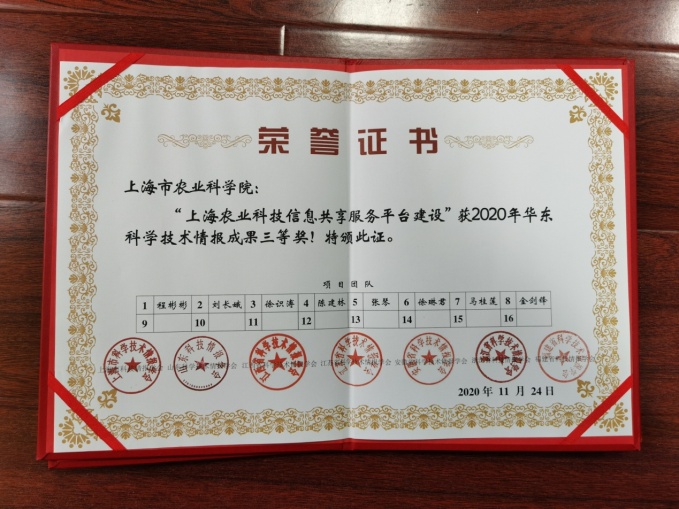 荣誉证书
上海市农业科学院：
“上海农业科技信息共享服务平台建设”获2020年华东
科学技术情报成果三等奖！特颁此证。
项目团队
1 程彬彬 2 刘长娥 3 徐识溥 4 陈建林 5 张琴 6 徐琳君 7 马桂莲 8 金剑锋
9 10 11 12 13 14 15 16
2020 年 11 月 24 日